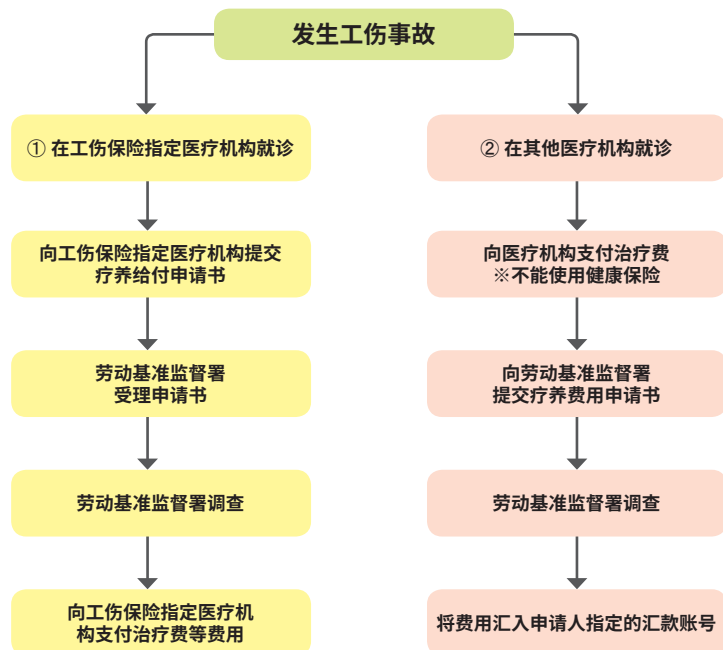 发生工伤事故
① 在工伤保险指定医疗机构就诊
向工伤保险指定医疗机构提交
疗养给付申请书
劳动基准监督署
受理申请书
劳动基准监督署调查
向工伤保险指定医疗机
构支付治疗费等费用
② 在其他医疗机构就诊
向医疗机构支付治疗费
※不能使用健康保险
向劳动基准监督署
提交疗养费用申请书
劳动基准监督署调查
将费用汇入申请人指定的汇款账号